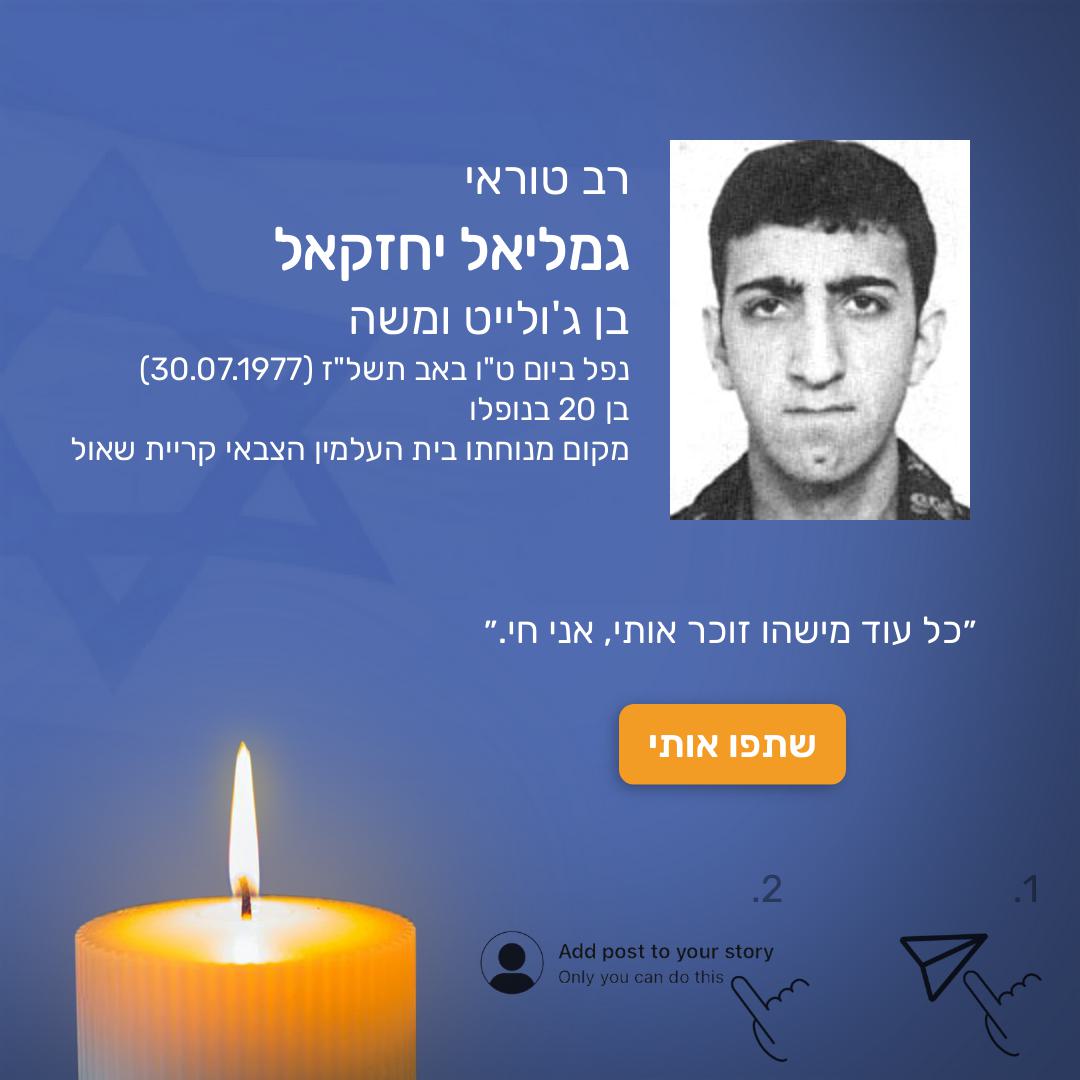 רב טוראי
גמליאל יחזקאל
בן ג'ולייט ומשה
נפל ביום ט"ו באב תשל"ז (30.07.1977)
בן 20 בנופלו
מקום מנוחתו בית העלמין הצבאי קריית שאול
״כל עוד מישהו זוכר אותי, אני חי.״
שתפו אותי
.1
.2
Add post to your story
Only you can do this